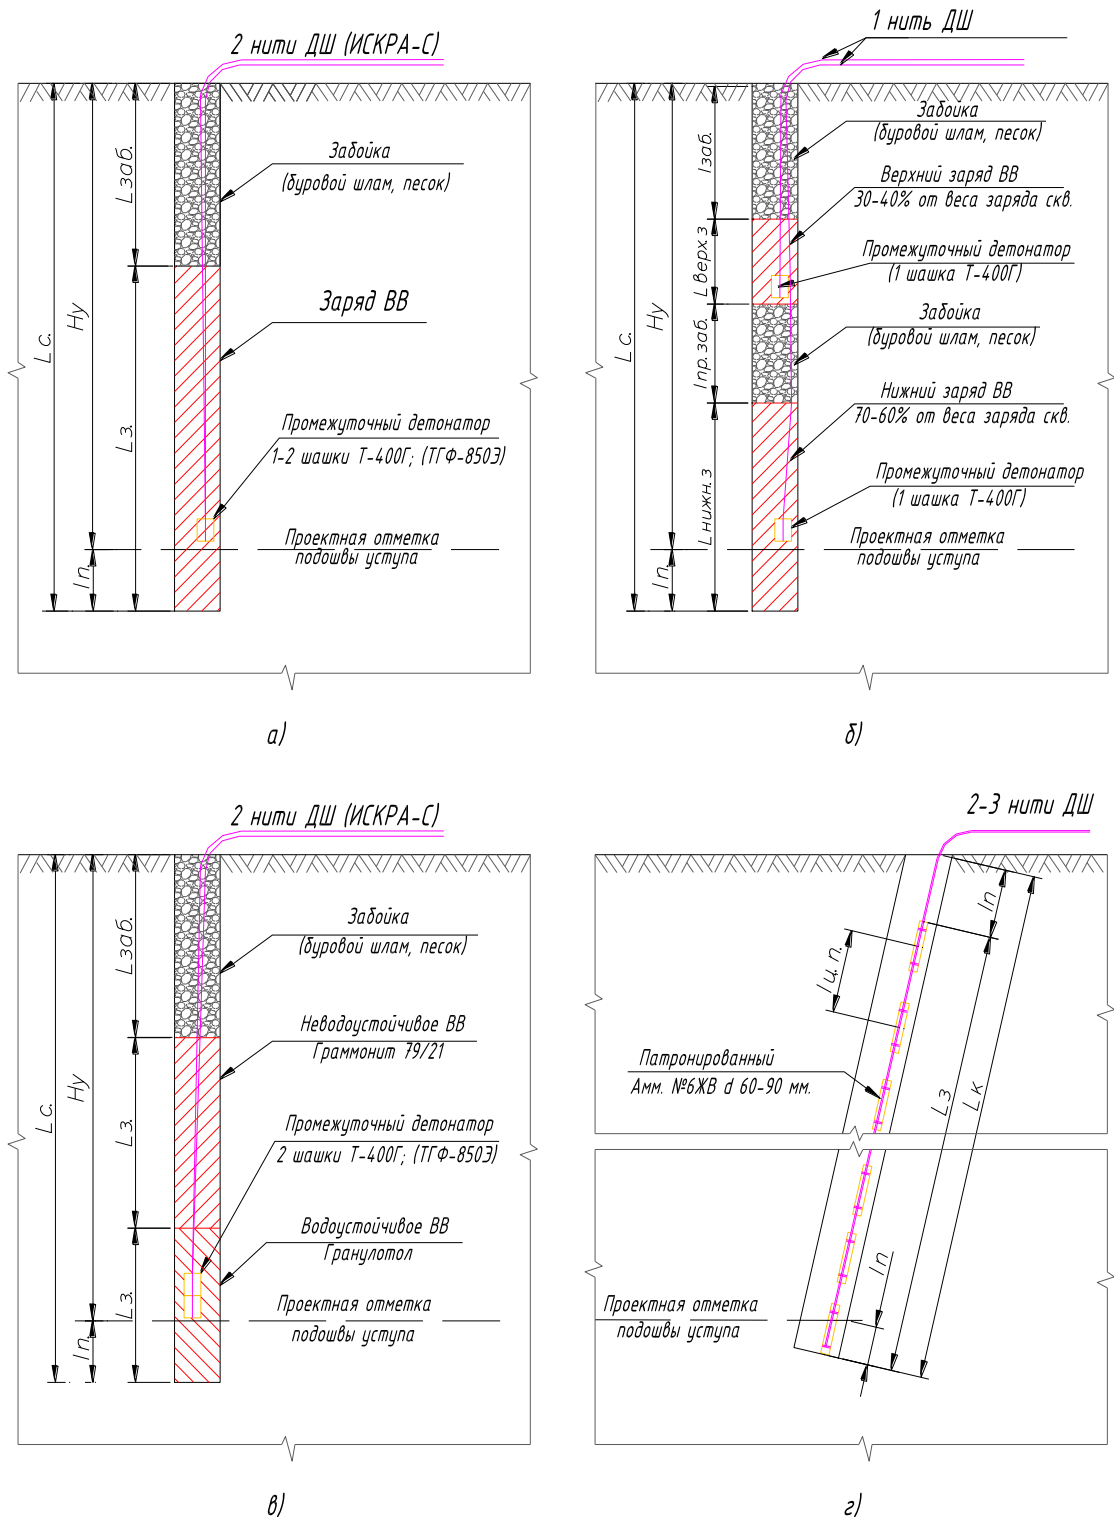 2 нити ДШ (ИСКРА-С)
Lзаб.
Забойка
(буровой шлам, песок)
Hу
Lс.
Заряд ВВ
Lз.
Промежуточный детонатор
1-2 шашки Т-400Г; (ТГФ-850Э)
Проектная отметка
подошвы уступа
lп.
а)
1 нить ДШ
lзаб.
Забойка
(буровой шлам, песок)
Верхний заряд ВВ
30-40% от веса заряда скв.
Lверх.з
Промежуточный детонатор
(1 шашка Т-400Г)
Hу
Lс.
lпр.заб.
Забойка
(буровой шлам, песок)
Нижний заряд ВВ
70-60% от веса заряда скв.
Lнижн.з
Промежуточный детонатор
(1 шашка Т-400Г)
Проектная отметка
подошвы уступа
lп.
б)
2 нити ДШ (ИСКРА-С)
Lзаб.
Забойка
(буровой шлам, песок)
Неводоустойчивое ВВ
Граммонит 79/21
Hу
Lс.
Lз.
Промежуточный детонатор
2 шашки Т-400Г; (ТГФ-850Э)
Водоустойчивое ВВ
Гранулотол
Lз.
Проектная отметка
подошвы уступа
lп.
в)
2-3 нити ДШ
lп
lц.п.
Патронированный
Амм. №6ЖВ d 60-90 мм.
Lз
Lк
lп
Проектная отметка
подошвы уступа
г)